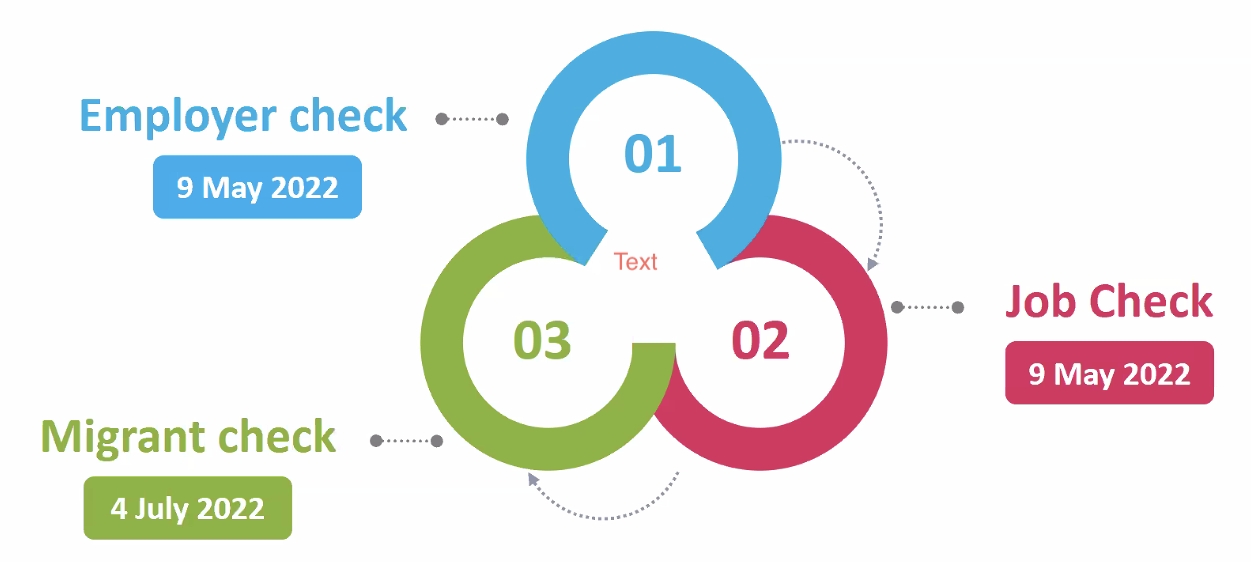 Employer check
9 May 2022
01
Text
Job Check
9 May 2022
02
03
Migrant check
4 July 2022